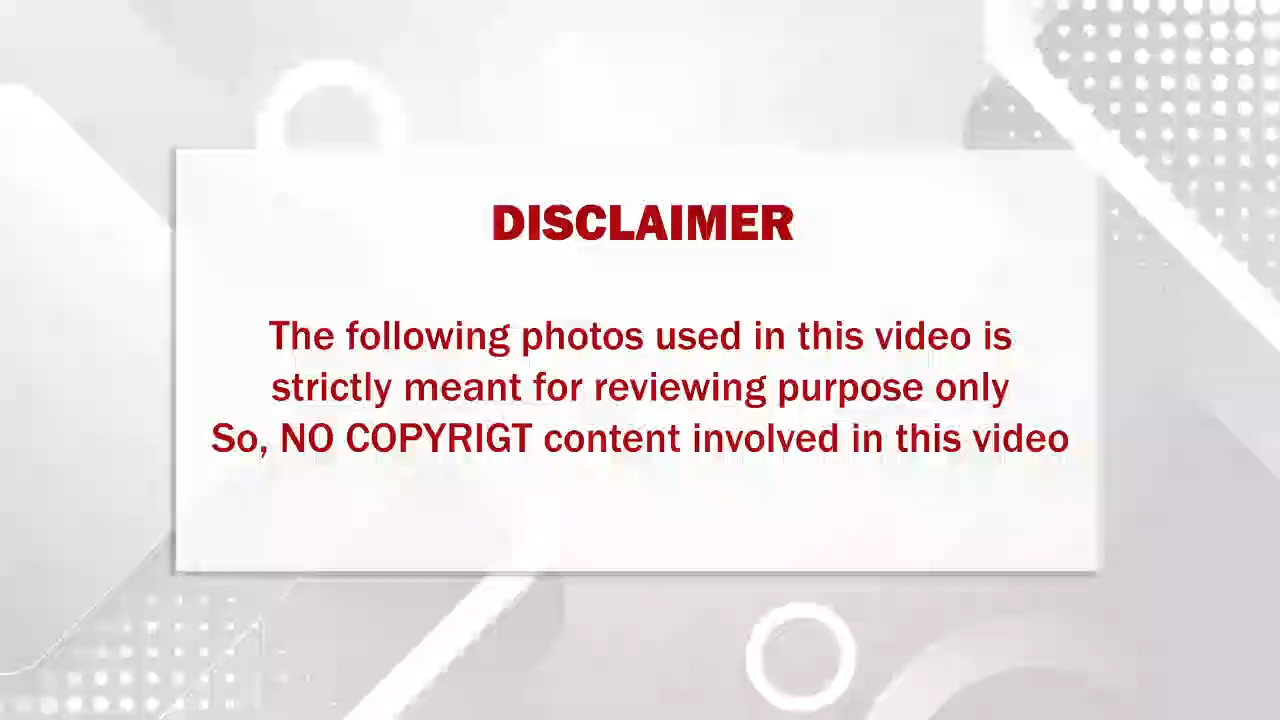 DISCLAIMER
The following photos used in this video is
strictly meant for reviewing purpose only
So, NO COPYRIGT content involved in this video